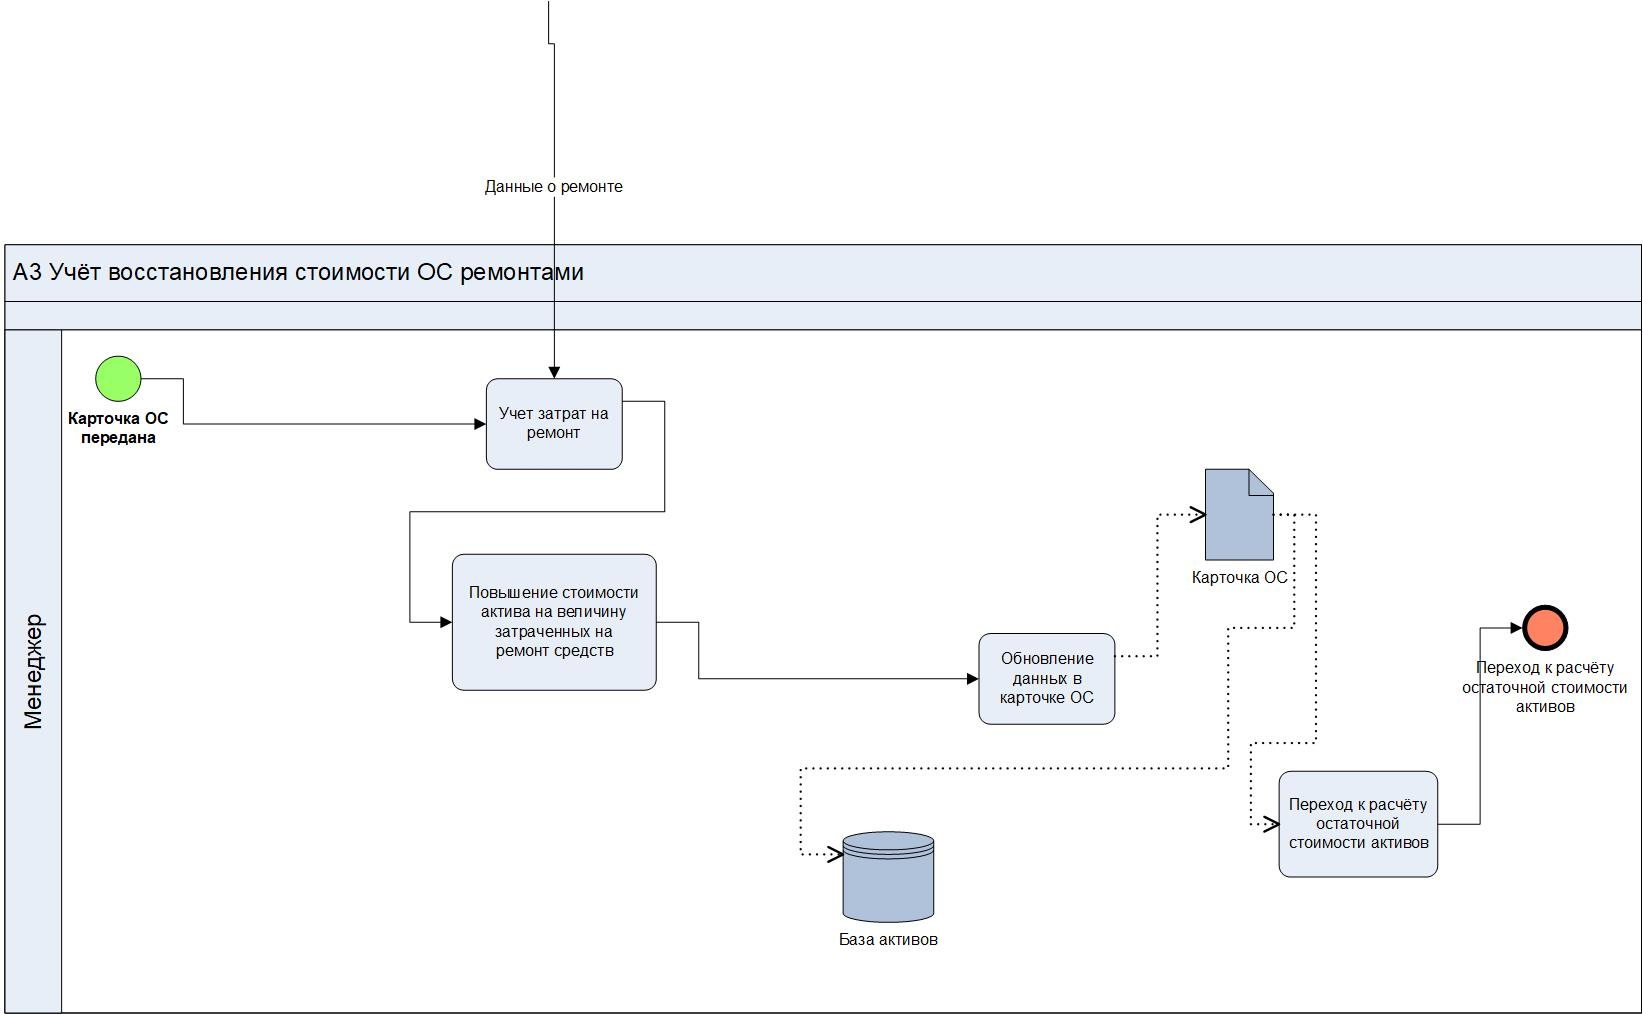 Данные о ремонте
А3 Учёт восстановления стоимости ОС ремонтами
Менеджер
Карточка ОС
передана
Учет затрат на
ремонт
Повышение стоимости
актива на величину
затраченных на
ремонт средств
Обновление
данных в
карточке ОС
Карточка ОС
База активов
Переход к расчёту
остаточной
стоимости активов
Переход к расчёту
остаточной стоимости
активов